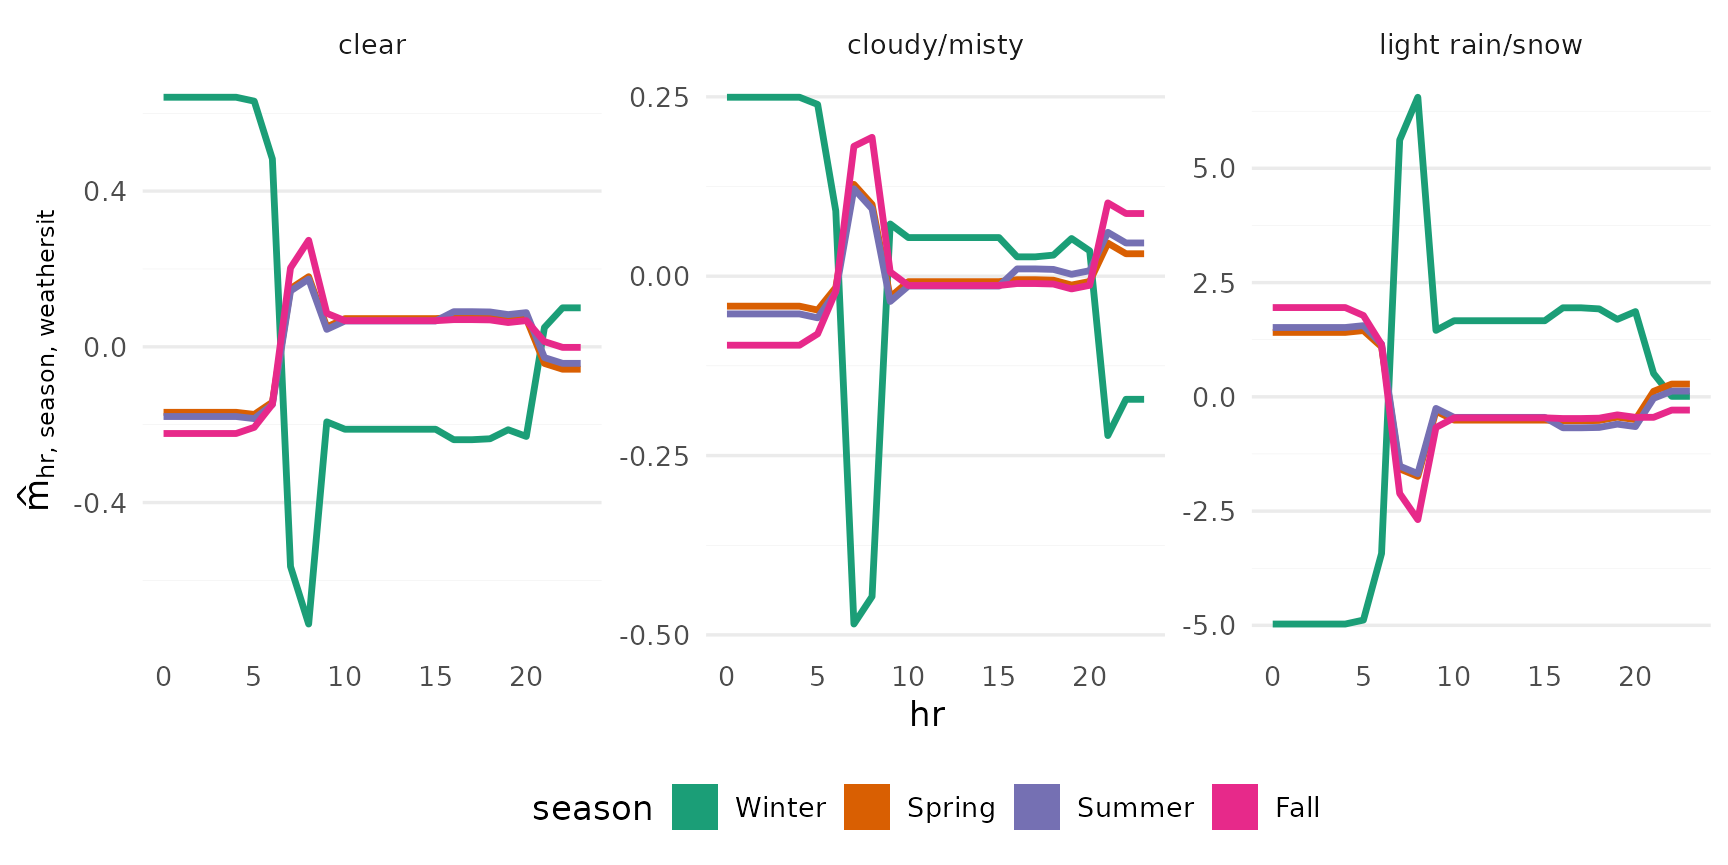 clear
cloudy/misty
light rain/snow
m̂hr, season, weathersit
0.4
0.0
-0.4
0.25
0.00
-0.25
-0.50
5.0
2.5
0.0
-2.5
-5.0
0 5 10 15 20
0 5 10 15 20
0 5 10 15 20
hr
season Winter Spring Summer Fall